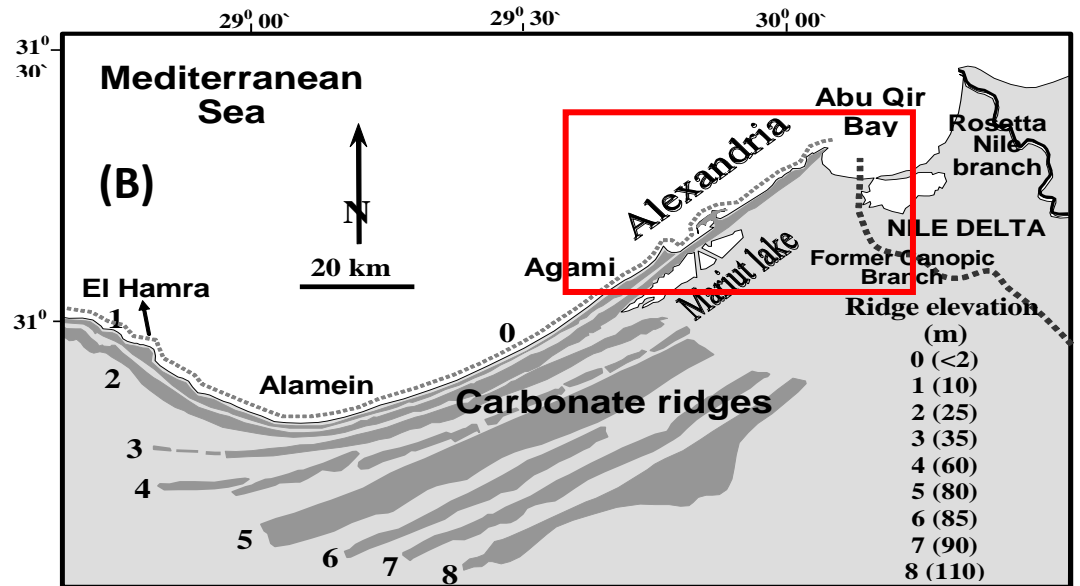 29⁰ 00`
29⁰ 30`
30⁰ 00`
31⁰
30`
Mediterranean
Sea
(B)
N
20 km
Alexandria
Abu Qir
Bay
Rosetta
Nile
branch
NILE DELTA
Former Canopic
Branch
Agami
Mariut lake
El Hamra
31⁰
Alamein
Carbonate ridges
0
1
2
3
4
5
6
7
8
Ridge elevation
(m)
0 (<2)
1 (10)
2 (25)
3 (35)
4 (60)
5 (80)
6 (85)
7 (90)
8 (110)